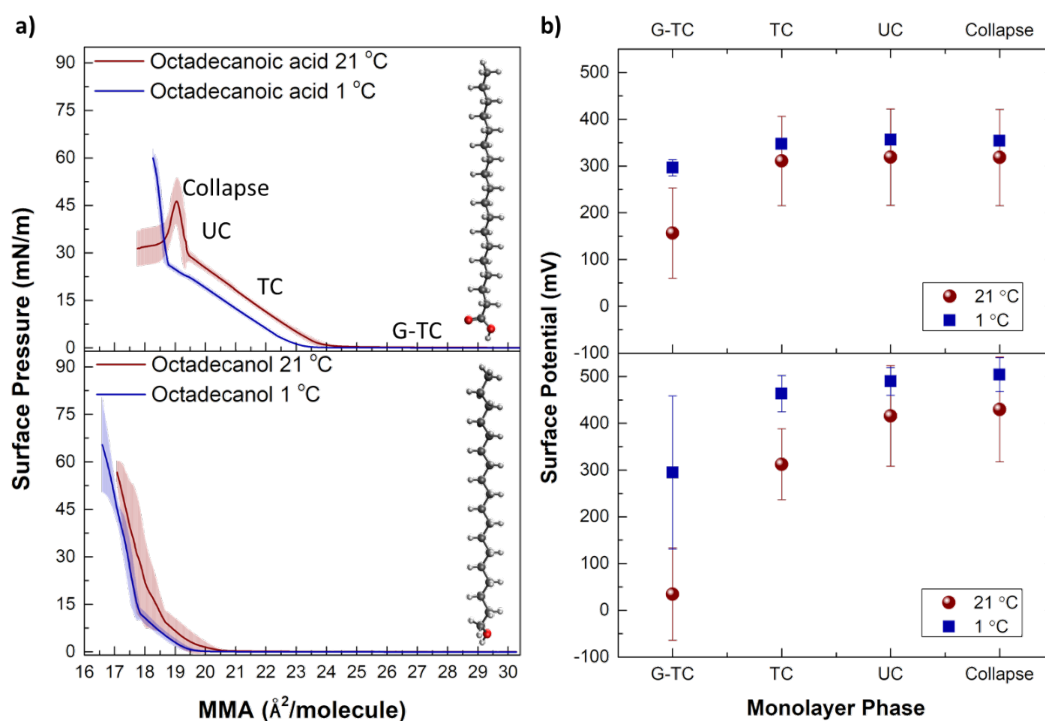 a)
Surface Pressure (mN/m)
90
75
60
45
30
15
0
Octadecanoic acid 21 °C
Octadecanoic acid 1 °C
Collapse
UC
TC
G-TC
90
75
60
45
30
15
0
Octadecanol 21 °C
Octadecanol 1 °C
16 17 18 19 20 21 22 23 24 25 26 27 28 29 30
MMA (Å²/molecule)
b)
G-TC TC UC Collapse
Surface Potential (mV)
500
400
300
200
100
0
-100
21 °C
1 °C
500
400
300
200
100
0
-100
21 °C
1 °C
G-TC TC UC Collapse
Monolayer Phase